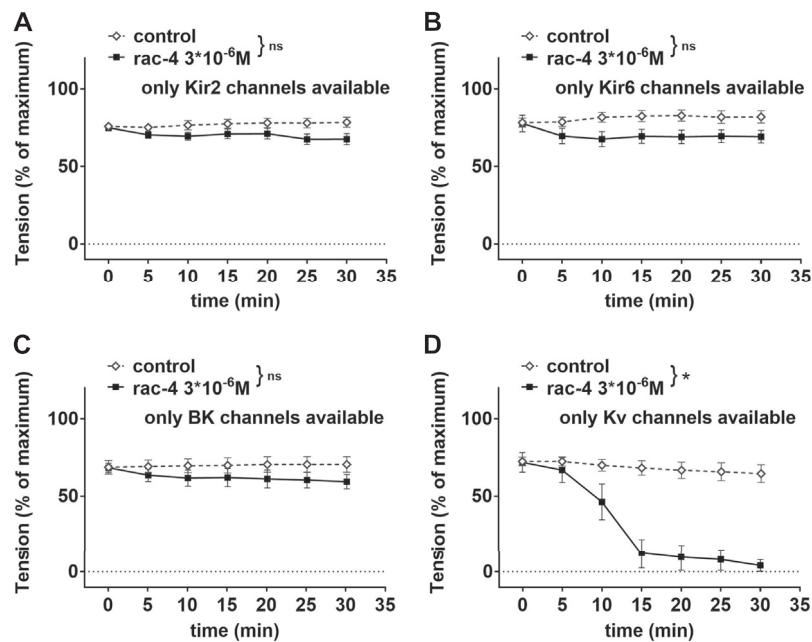 A
control
rac-4 3*10⁻⁶M } ns
only Kir2 channels available
Tension (% of maximum)
100
50
0
0 5 10 15 20 25 30 35
time (min)
B
control
rac-4 3*10⁻⁶M } ns
only Kir6 channels available
Tension (% of maximum)
100
50
0
0 5 10 15 20 25 30 35
time (min)
C
control
rac-4 3*10⁻⁶M } ns
only BK channels available
Tension (% of maximum)
100
50
0
0 5 10 15 20 25 30 35
time (min)
D
control
rac-4 3*10⁻⁶M } *
only Kv channels available
Tension (% of maximum)
100
50
0
0 5 10 15 20 25 30 35
time (min)